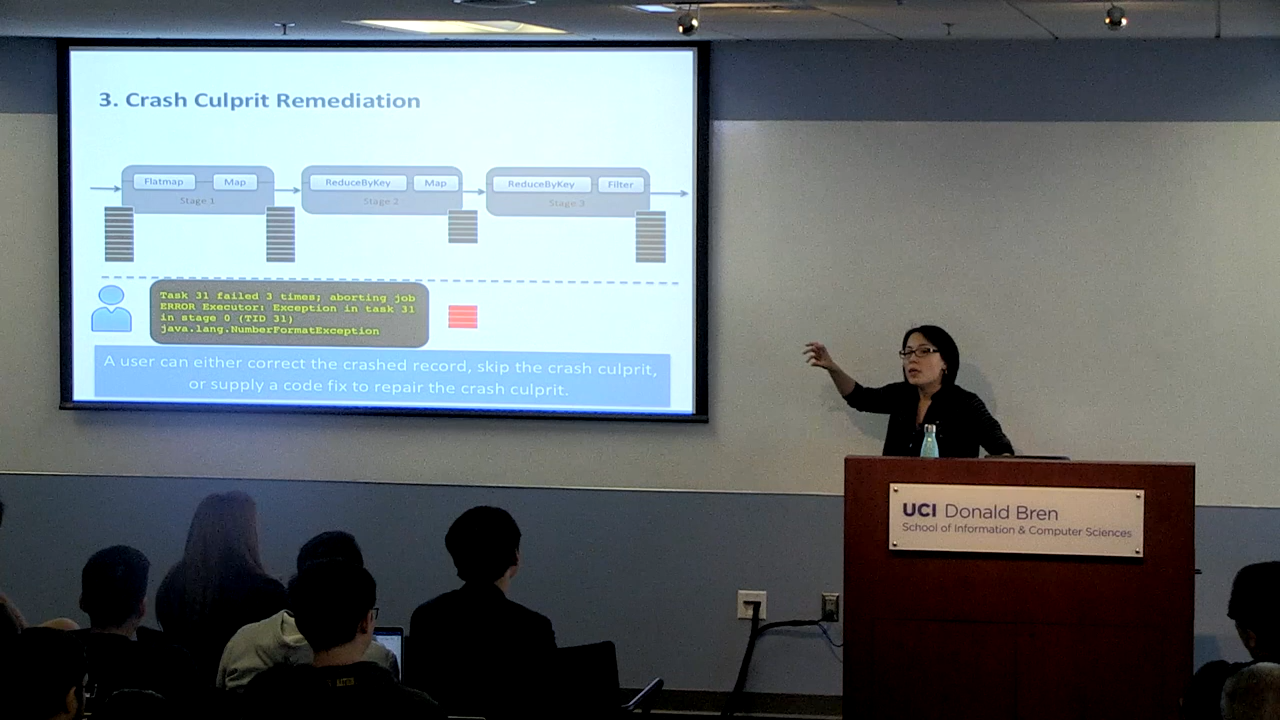 3. Crash Culprit Remediation
Flatmap Map ReduceByKey Map ReduceByKey Filter
Stage 1 Stage 2 Stage 3
Task 31 failed 3 times; aborting job
ERROR Executor: Exception in task 31
in stage 0 (TID 31)
java.lang.NumberFormatException
A user can either correct the crashed record, skip the crash culprit,
or supply a code fix to repair the crash culprit.
UCI Donald Bren
School of Information & Computer Sciences